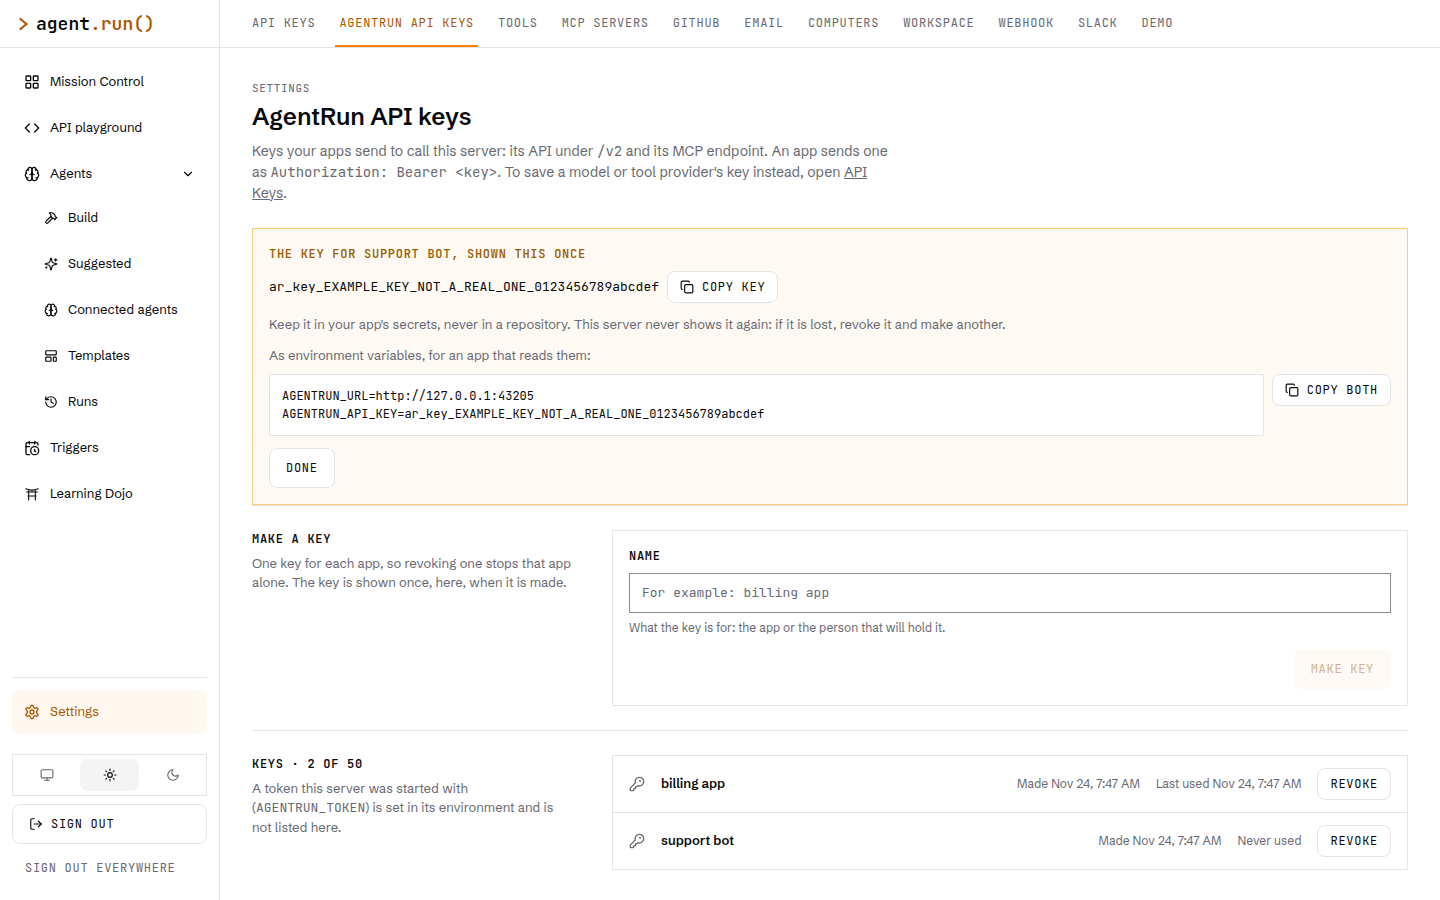 agent.run()
API KEYS
AGENTRUN API KEYS
TOOLS
MCP SERVERS
GITHUB
EMAIL
COMPUTERS
WORKSPACE
WEBHOOK
SLACK
DEMO
Mission Control
API playground
Agents
Build
Suggested
Connected agents
Templates
Runs
Triggers
Learning Dojo
Settings
SIGN OUT
SIGN OUT EVERYWHERE
SETTINGS
AgentRun API keys
Keys your apps send to call this server: its API under /v2 and its MCP endpoint. An app sends one
as Authorization: Bearer <key>. To save a model or tool provider's key instead, open API
Keys.
THE KEY FOR SUPPORT BOT, SHOWN THIS ONCE
ar_key_EXAMPLE_KEY_NOT_A_REAL_ONE_0123456789abcdef
COPY KEY
Keep it in your app's secrets, never in a repository. This server never shows it again: if it is lost, revoke it and make another.
As environment variables, for an app that reads them:
AGENTRUN_URL=http://127.0.0.1:43205
AGENTRUN_API_KEY=ar_key_EXAMPLE_KEY_NOT_A_REAL_ONE_0123456789abcdef
COPY BOTH
DONE
MAKE A KEY
One key for each app, so revoking one stops that app
alone. The key is shown once, here, when it is made.
NAME
For example: billing app
What the key is for: the app or the person that will hold it.
MAKE KEY
KEYS · 2 OF 50
A token this server was started with
(AGENTRUN_TOKEN) is set in its environment and is
not listed here.
billing app
Made Nov 24, 7:47 AM
Last used Nov 24, 7:47 AM
REVOKE
support bot
Made Nov 24, 7:47 AM
Never used
REVOKE